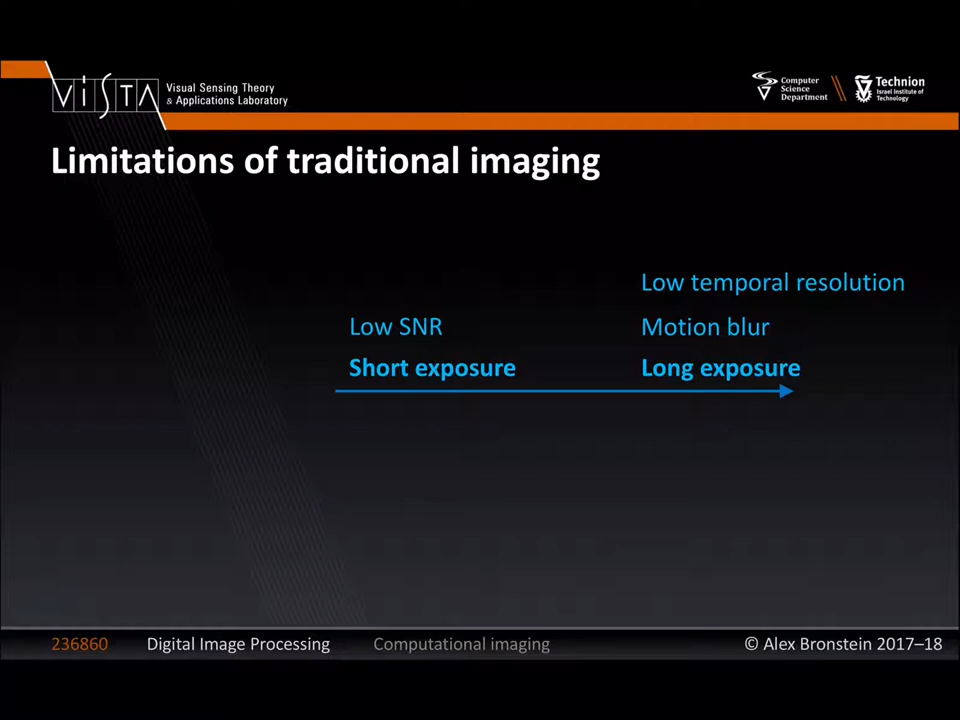 ViSTA
Visual Sensing Theory
& Applications Laboratory
Computer
Science
Department
Technion
Israel Institute of
Technology
Limitations of traditional imaging
Low temporal resolution
Low SNR
Motion blur
Short exposure
Long exposure
236860 Digital Image Processing Computational imaging © Alex Bronstein 2017–18